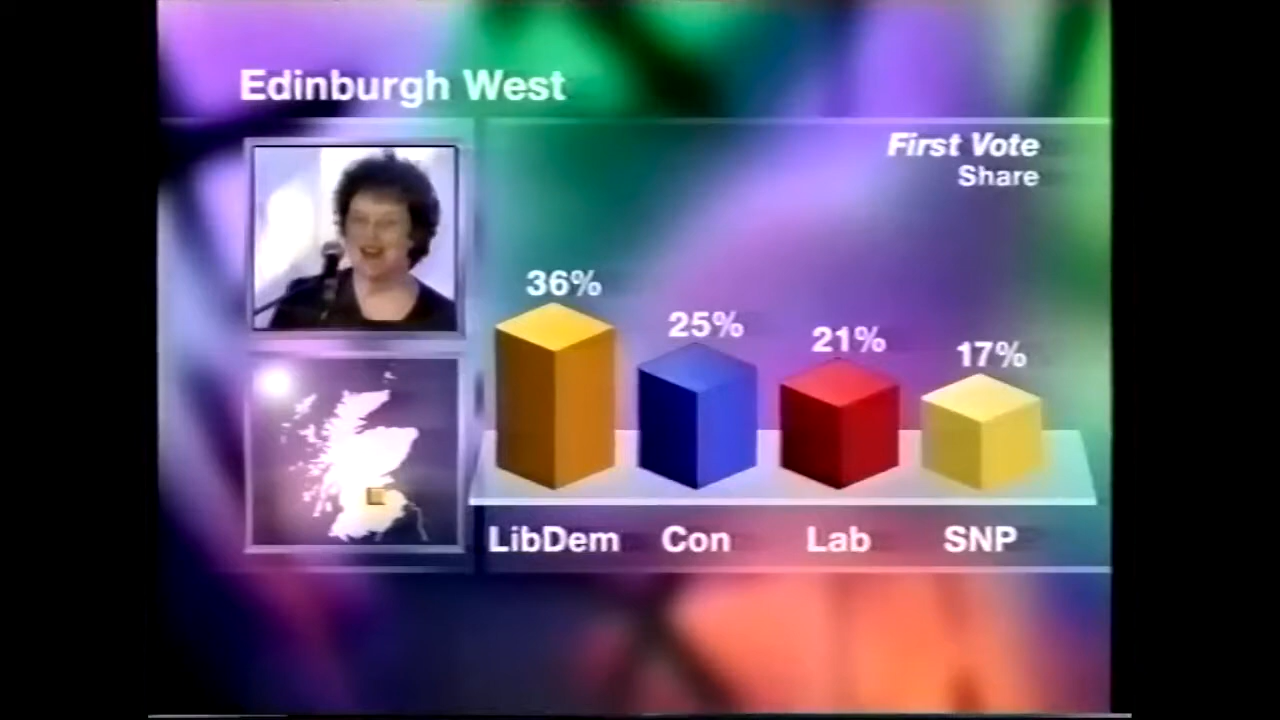 Edinburgh West
First Vote
Share
36%
25%
21%
17%
LibDem
Con
Lab
SNP